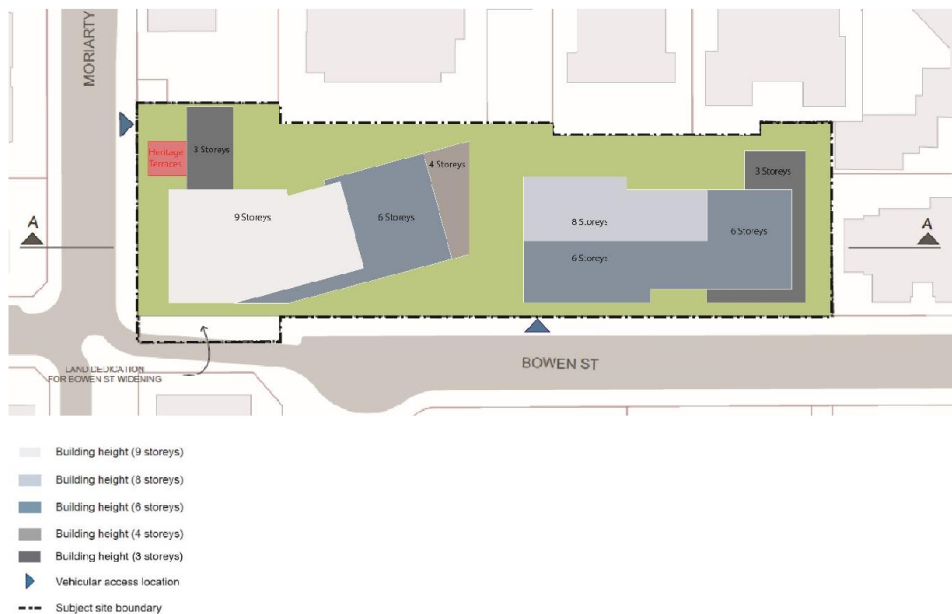 MORIARTY
Heritage
Terraces
3 Storeys
4 Storeys
3 Storeys
9 Storeys
6 Storeys
8 Storeys
6 Storeys
6 Storeys
A
A
LAND DEDICATION
FOR BOWEN ST WIDENING
BOWEN ST
Building height (9 storeys)
Building height (8 storeys)
Building height (6 storeys)
Building height (4 storeys)
Building height (3 storeys)
Vehicular access location
Subject site boundary